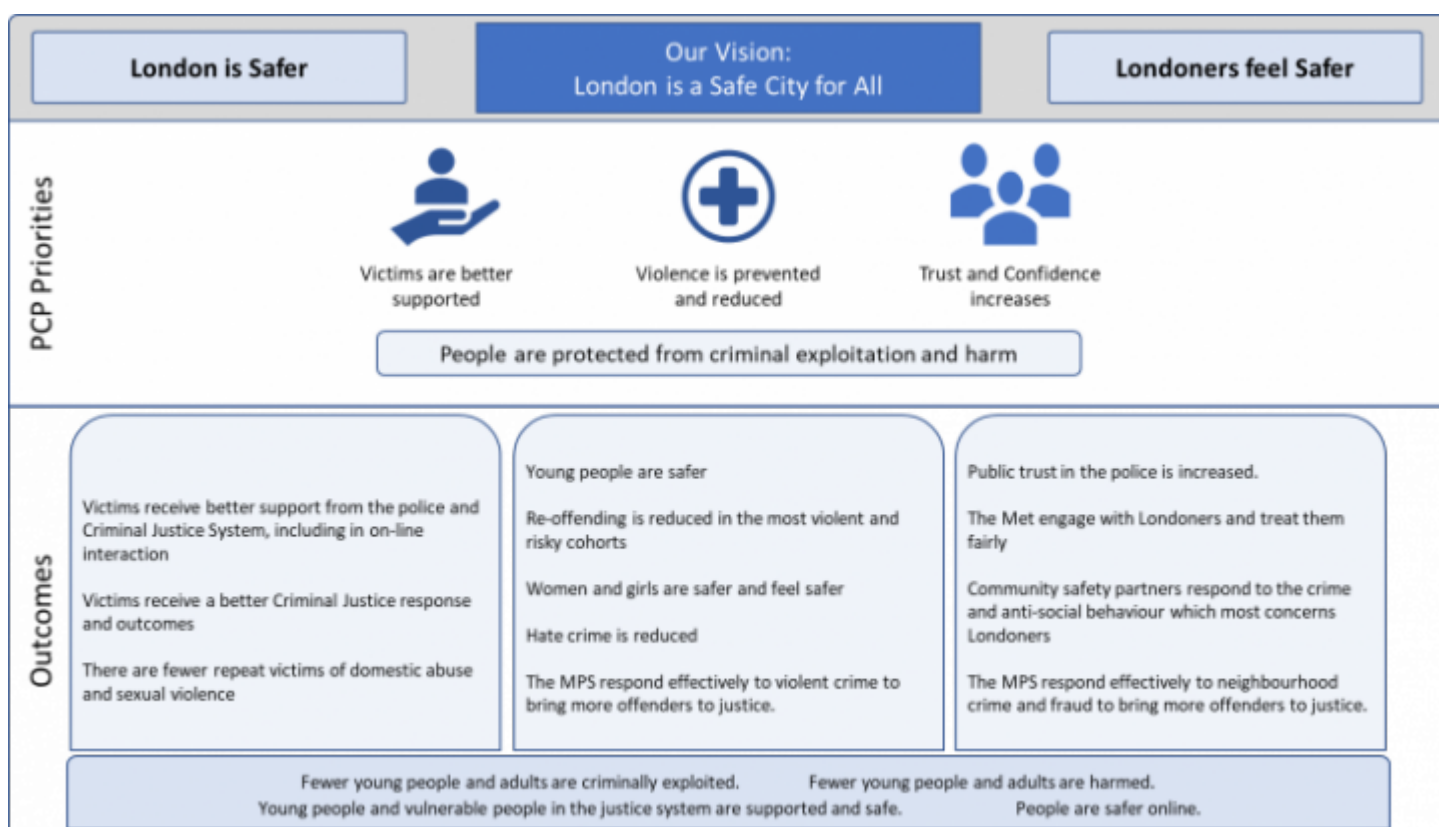 London is Safer
Our Vision:
London is a Safe City for All
Londoners feel Safer
PCP Priorities
Victims are better
supported
Violence is prevented
and reduced
Trust and Confidence
increases
People are protected from criminal exploitation and harm
Outcomes
Victims receive better support from the police and
Criminal Justice System, including in on-line
interaction
Victims receive a better Criminal Justice response
and outcomes
There are fewer repeat victims of domestic abuse
and sexual violence
Young people are safer
Re-offending is reduced in the most violent and
risky cohorts
Women and girls are safer and feel safer
Hate crime is reduced
The MPS respond effectively to violent crime to
bring more offenders to justice.
Public trust in the police is increased.
The Met engage with Londoners and treat them
fairly
Community safety partners respond to the crime
and anti-social behaviour which most concerns
Londoners
The MPS respond effectively to neighbourhood
crime and fraud to bring more offenders to justice.
Fewer young people and adults are criminally exploited. Fewer young people and adults are harmed.
Young people and vulnerable people in the justice system are supported and safe. People are safer online.